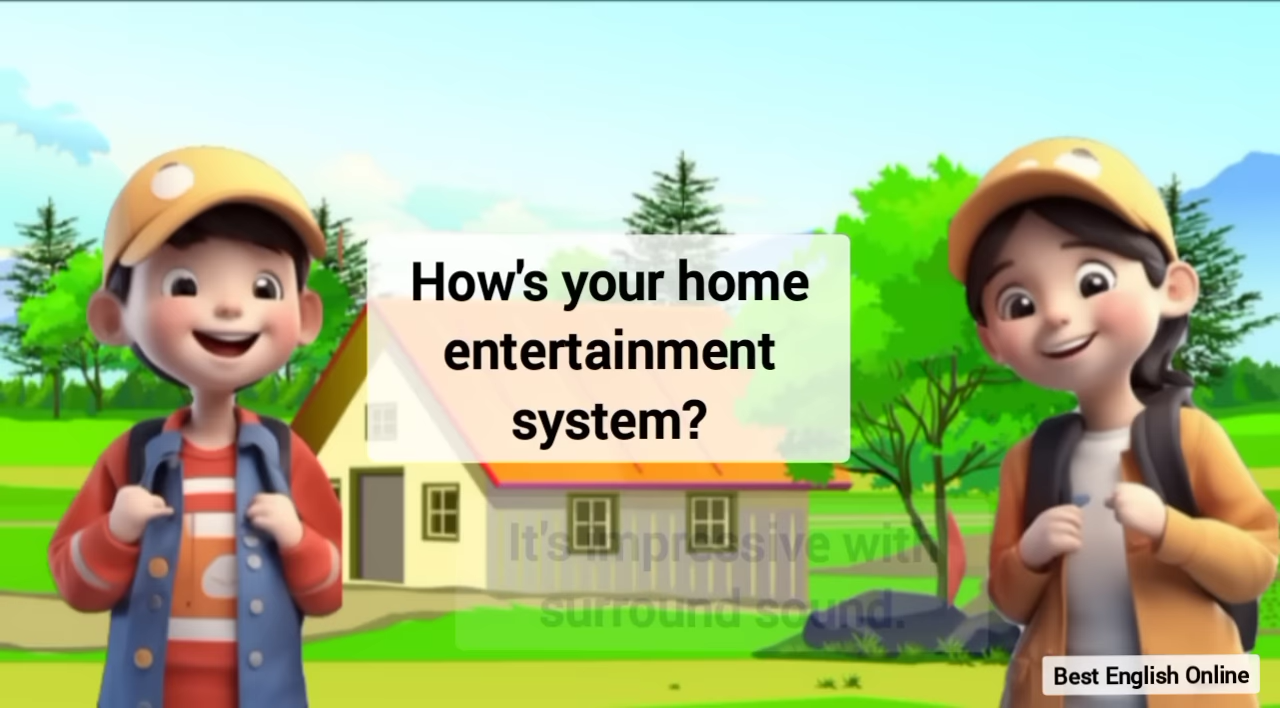 How's your home
entertainment
system?
It's impressive with
surround sound.
Best English Online